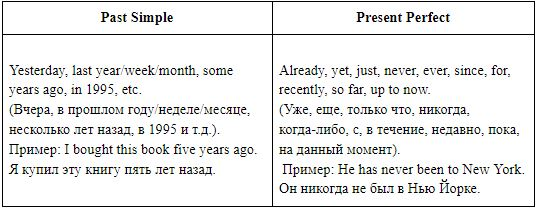 Past Simple
Present Perfect
Yesterday, last year/week/month, some
years ago, in 1995, etc.
(Вчера, в прошлом году/неделе/месяце,
несколько лет назад, в 1995 и т.д.).
Пример: I bought this book five years ago.
Я купил эту книгу пять лет назад.
Already, yet, just, never, ever, since, for,
recently, so far, up to now.
(Уже, еще, только что, никогда,
когда-либо, с, в течение, недавно, пока,
на данный момент).
Пример: He has never been to New York.
Он никогда не был в Нью Йорке.